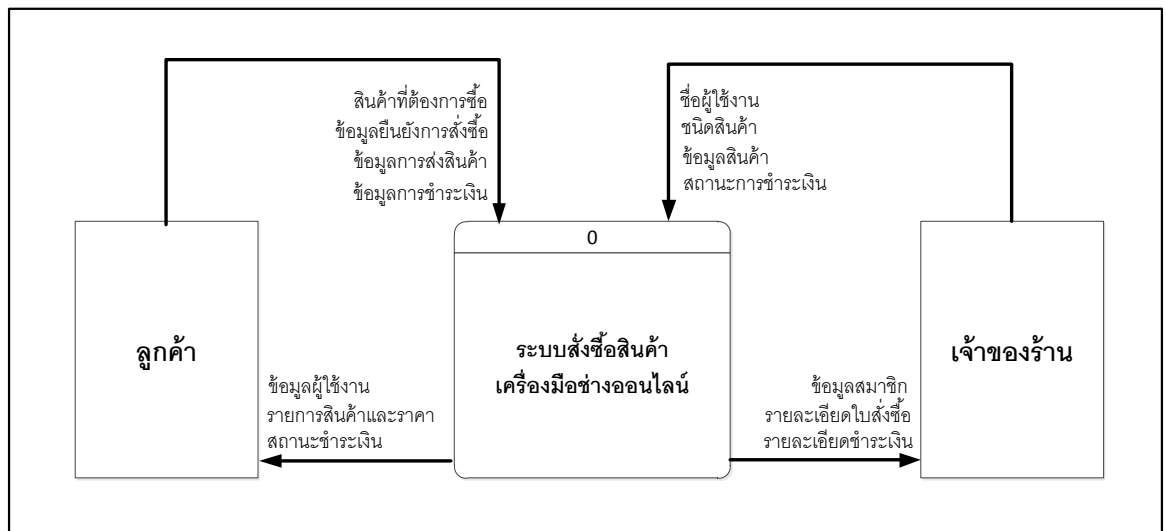 สินค้าที่ต้องการซื้อ
ข้อมูลยืนยังการสั่งซื้อ
ข้อมูลการส่งสินค้า
ข้อมูลการชำระเงิน
ชื่อผู้ใช้งาน
ชนิดสินค้า
ข้อมูลสินค้า
สถานะการชำระเงิน
0
ลูกค้า
ระบบสั่งซื้อสินค้า
เครื่องมือช่างออนไลน์
เจ้าของร้าน
ข้อมูลผู้ใช้งาน
รายการสินค้าและราคา
สถานะชำระเงิน
ข้อมูลสมาชิก
รายละเอียดใบสั่งซื้อ
รายละเอียดชำระเงิน